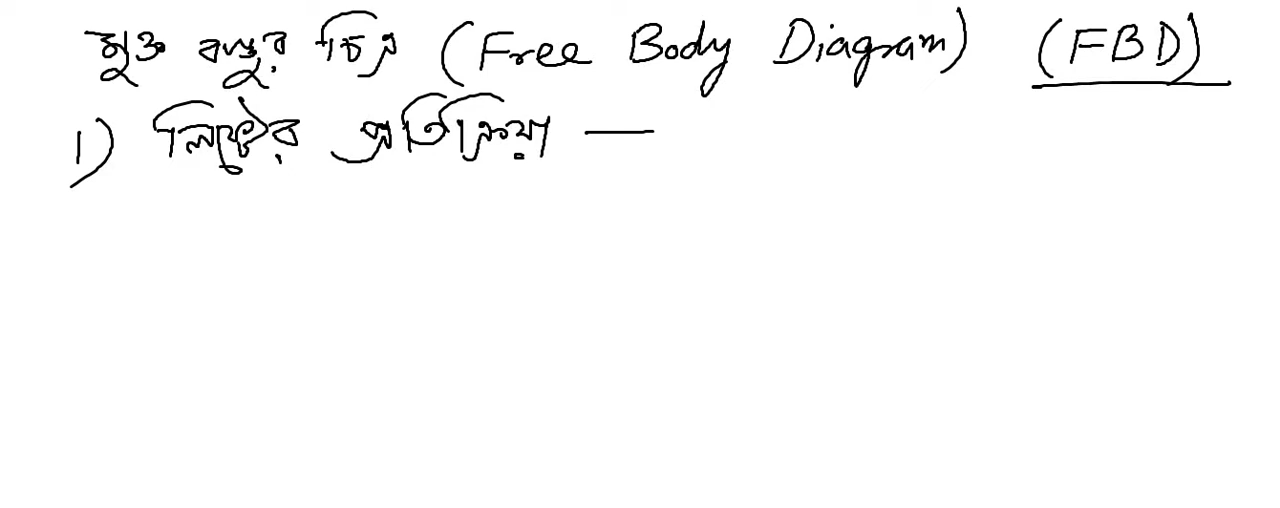 মুক্ত বস্তুর চিত্র (Free Body Diagram) (FBD)
1) লিফ্টের প্রতিক্রিয়া —